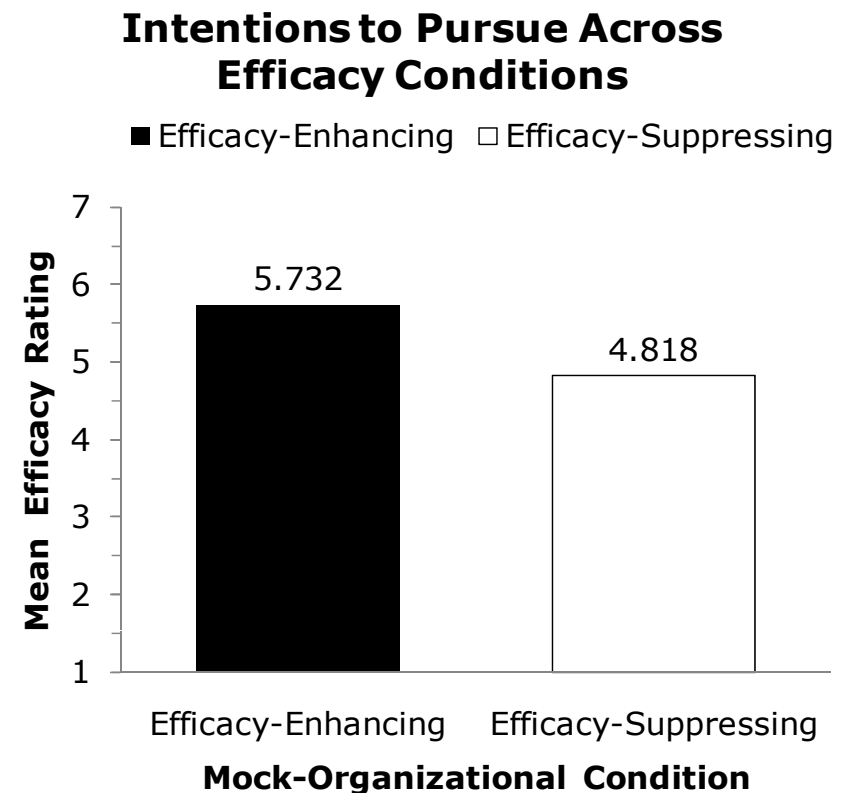 Intentions to Pursue Across
Efficacy Conditions
Efficacy-Enhancing Efficacy-Suppressing
Mean Efficacy Rating
7
6
5
4
3
2
1
5.732
4.818
Efficacy-Enhancing Efficacy-Suppressing
Mock-Organizational Condition